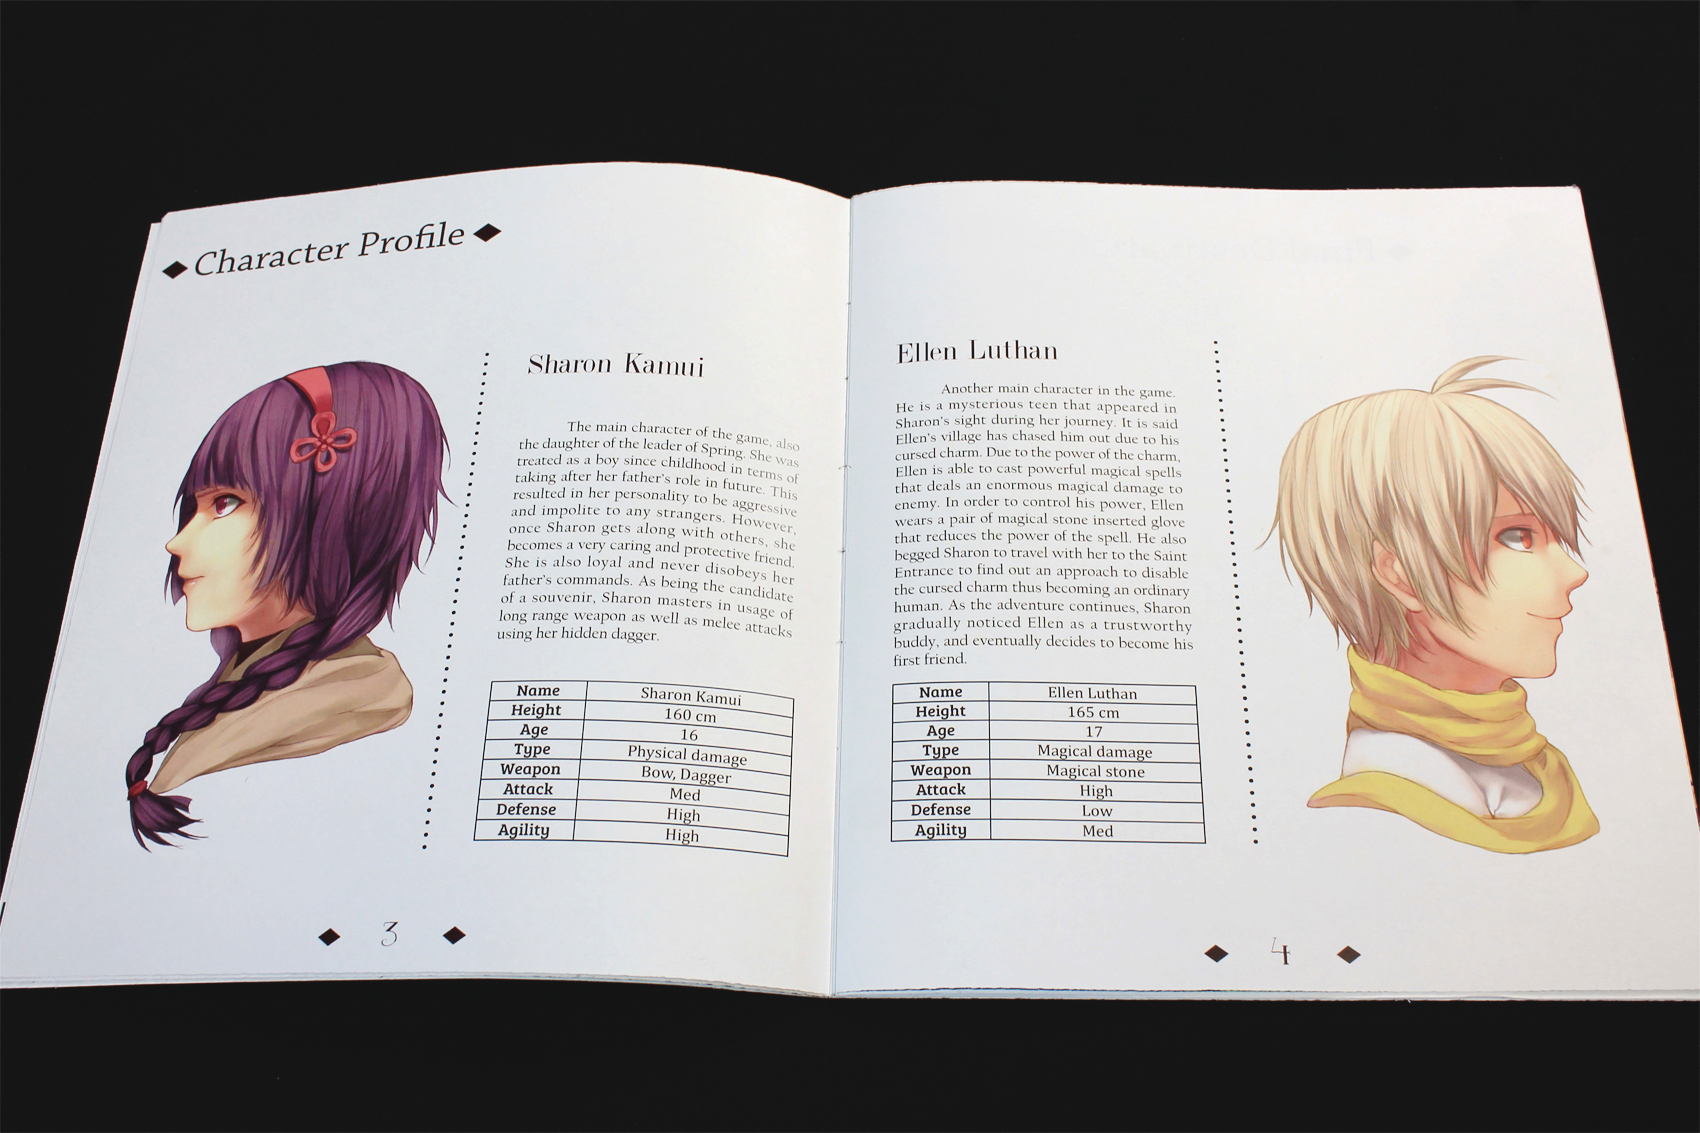 ◆ Character Profile ◆
Sharon Kamui
The main character of the game, also
the daughter of the leader of Spring. She was
treated as a boy since childhood in terms of
taking after her father's role in future. This
resulted in her personality to be aggressive
and impolite to any strangers. However,
once Sharon gets along with others, she
becomes a very caring and protective friend.
She is also loyal and never disobeys her
father's commands. As being the candidate
of a souvenir, Sharon masters in usage of
long range weapon as well as melee attacks
using her hidden dagger.
Name Sharon Kamui
Height 160 cm
Age 16
Type Physical damage
Weapon Bow, Dagger
Attack Med
Defense High
Agility High
◆ 3 ◆
Ellen Luthan
Another main character in the game.
He is a mysterious teen that appeared in
Sharon's sight during her journey. It is said
Ellen's village has chased him out due to his
cursed charm. Due to the power of the charm,
Ellen is able to cast powerful magical spells
that deals an enormous magical damage to
enemy. In order to control his power, Ellen
wears a pair of magical stone inserted glove
that reduces the power of the spell. He also
begged Sharon to travel with her to the Saint
Entrance to find out an approach to disable
the cursed charm thus becoming an ordinary
human. As the adventure continues, Sharon
gradually noticed Ellen as a trustworthy
buddy, and eventually decides to become his
first friend.
Name Ellen Luthan
Height 165 cm
Age 17
Type Magical damage
Weapon Magical stone
Attack High
Defense Low
Agility Med
◆ 4 ◆